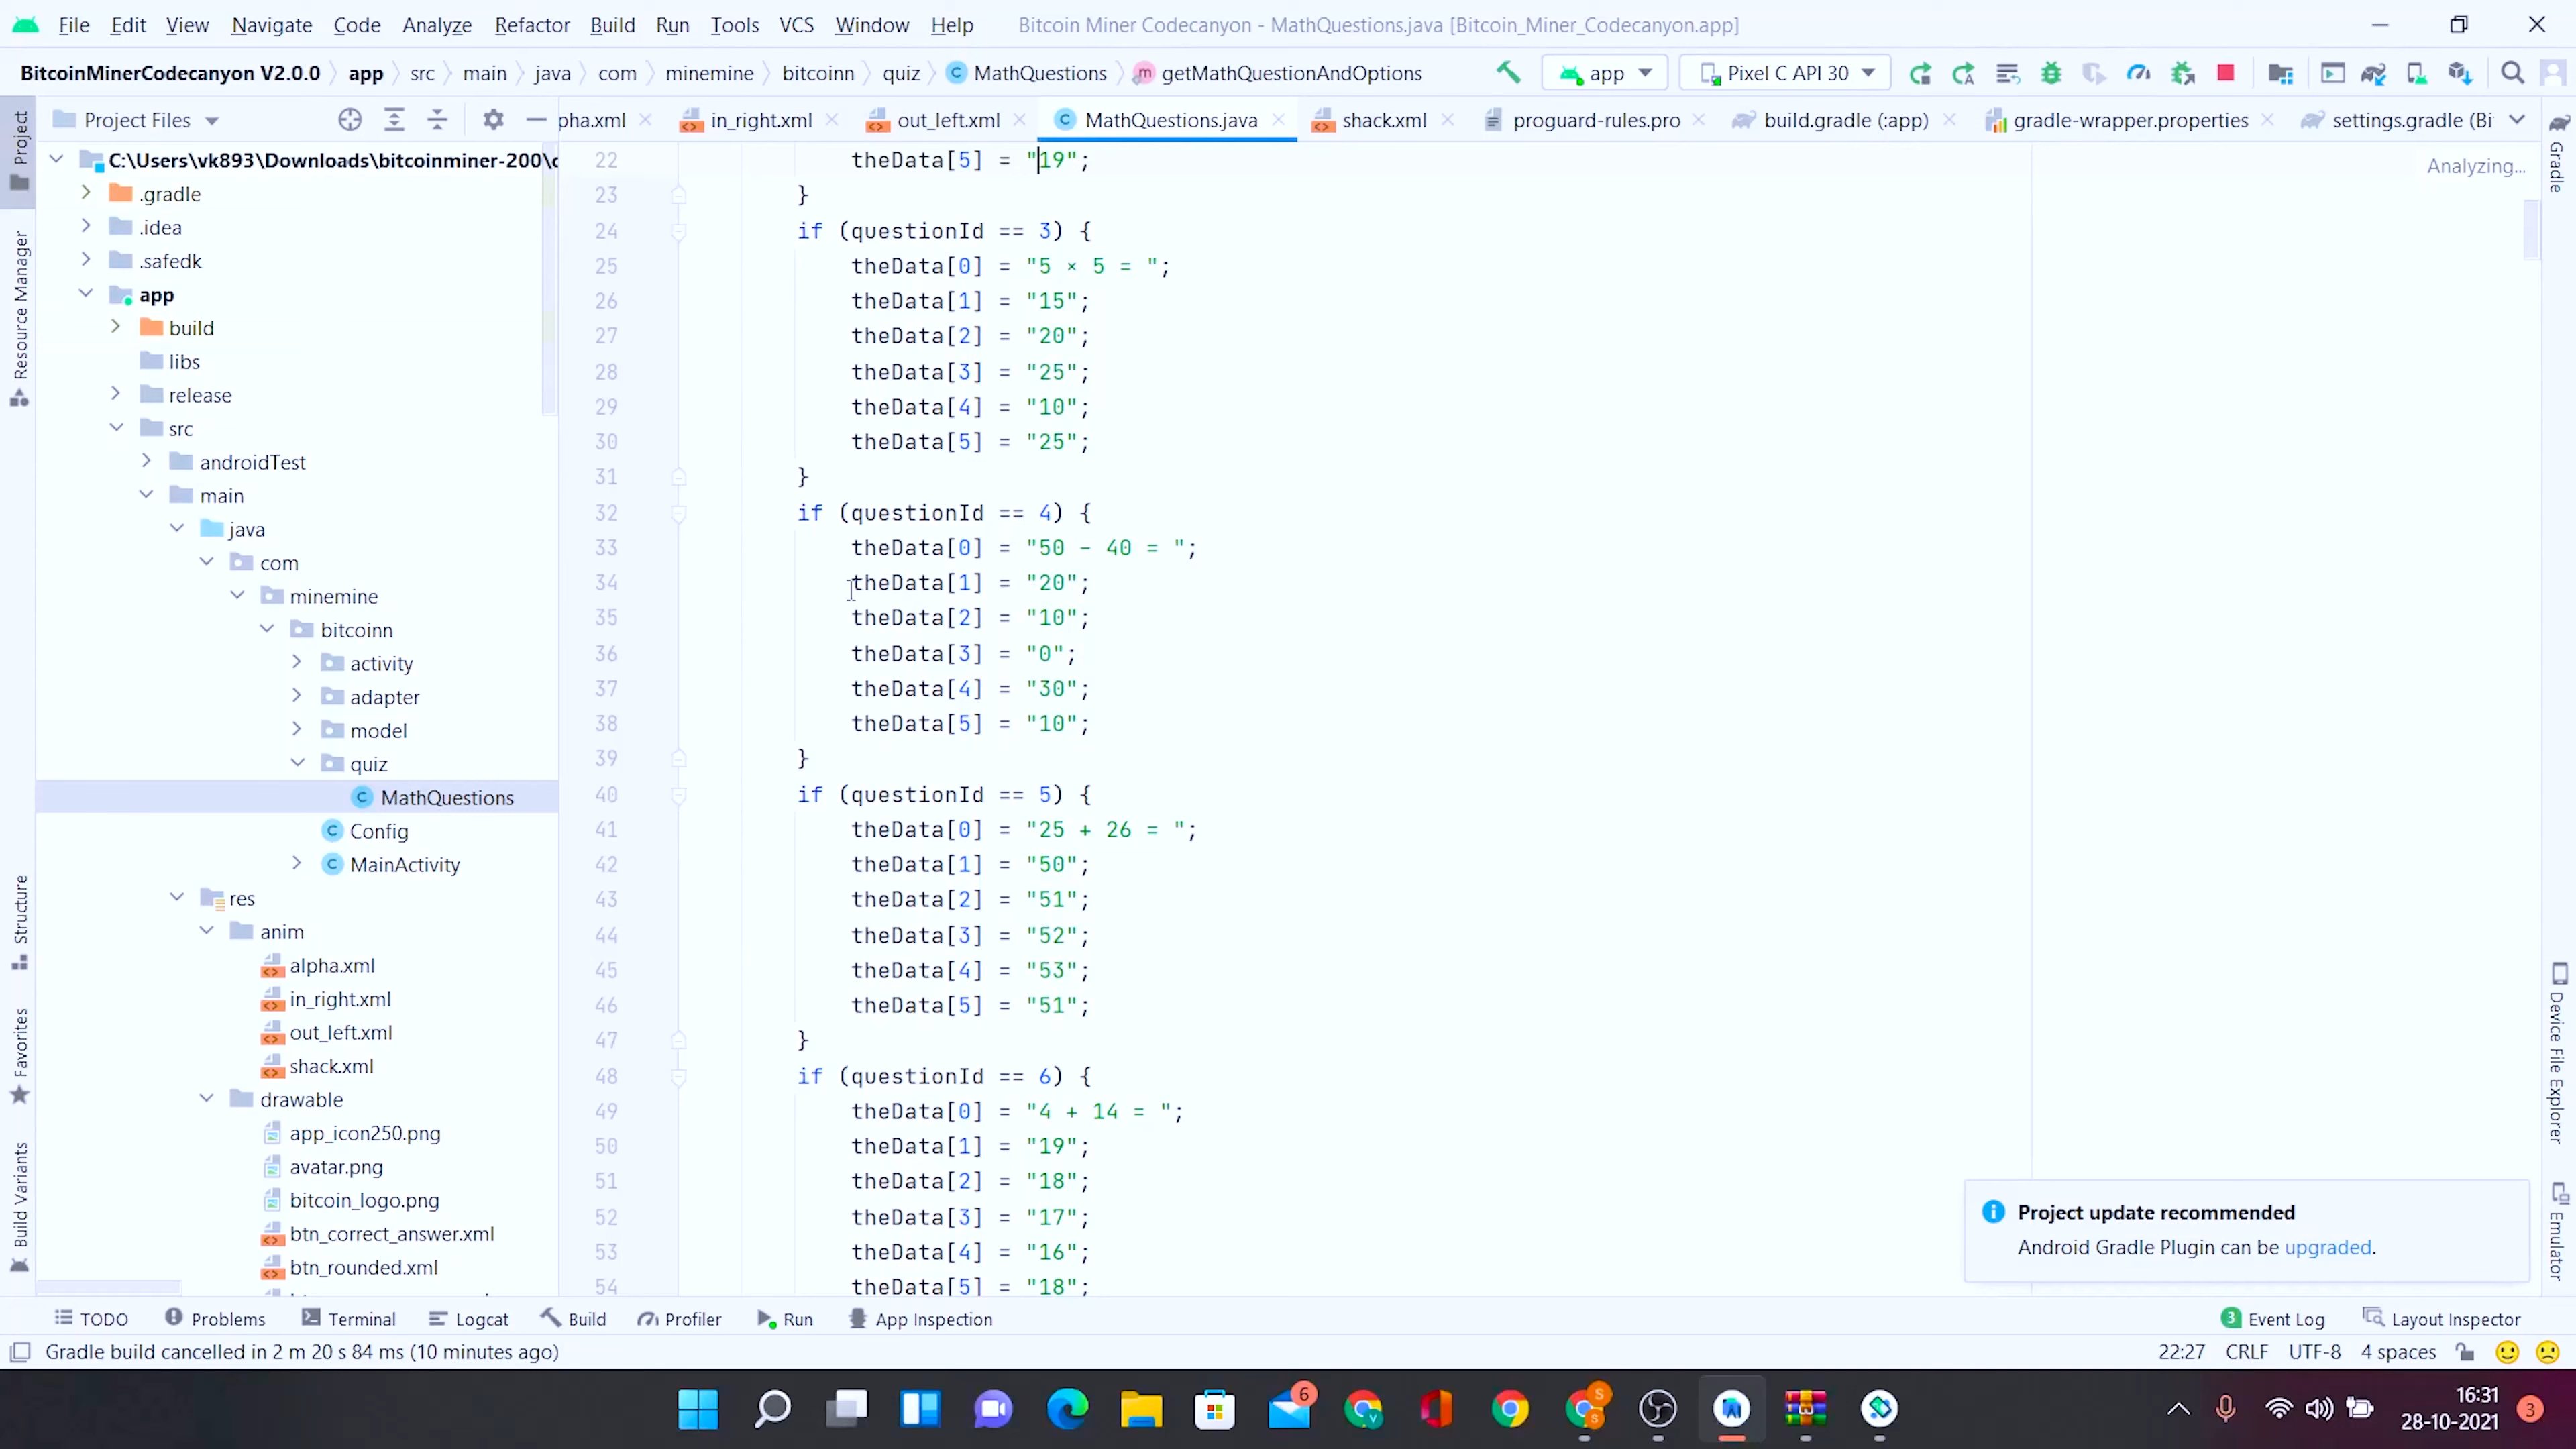 File Edit View Navigate Code Analyze Refactor Build Run Tools VCS Window Help Bitcoin Miner Codecanyon - MathQuestions.java [Bitcoin_Miner_Codecanyon.app]
BitcoinMinerCodecanyon V2.0.0 app src main java com minemine bitcoinn quiz MathQuestions getMathQuestionAndOptions app Pixel C API 30
Project Files
pha.xml in_right.xml out_left.xml MathQuestions.java shack.xml proguard-rules.pro build.gradle (:app) gradle-wrapper.properties settings.gradle (Bi
Project
Resource Manager
Structure
Favorites
Build Variants
C:\Users\vk893\Downloads\bitcoinminer-200\c
.gradle
.idea
.safedk
app
build
libs
release
src
androidTest
main
java
com
minemine
bitcoinn
activity
adapter
model
quiz
MathQuestions
Config
MainActivity
res
anim
alpha.xml
in_right.xml
out_left.xml
shack.xml
drawable
app_icon250.png
avatar.png
bitcoin_logo.png
btn_correct_answer.xml
btn_rounded.xml
22 theData[5] = "19";
23 }
24 if (questionId == 3) {
25 theData[0] = "5 × 5 = ";
26 theData[1] = "15";
27 theData[2] = "20";
28 theData[3] = "25";
29 theData[4] = "10";
30 theData[5] = "25";
31 }
32 if (questionId == 4) {
33 theData[0] = "50 - 40 = ";
34 theData[1] = "20";
35 theData[2] = "10";
36 theData[3] = "0";
37 theData[4] = "30";
38 theData[5] = "10";
39 }
40 if (questionId == 5) {
41 theData[0] = "25 + 26 = ";
42 theData[1] = "50";
43 theData[2] = "51";
44 theData[3] = "52";
45 theData[4] = "53";
46 theData[5] = "51";
47 }
48 if (questionId == 6) {
49 theData[0] = "4 + 14 = ";
50 theData[1] = "19";
51 theData[2] = "18";
52 theData[3] = "17";
53 theData[4] = "16";
54 theData[5] = "18";
Analyzing...
Gradle
Device File Explorer
Emulator
Project update recommended
Android Gradle Plugin can be upgraded.
TODO Problems Terminal Logcat Build Profiler Run App Inspection 3 Event Log Layout Inspector
Gradle build cancelled in 2 m 20 s 84 ms (10 minutes ago) 22:27 CRLF UTF-8 4 spaces
6
V
S
S
16:31
28-10-2021
3